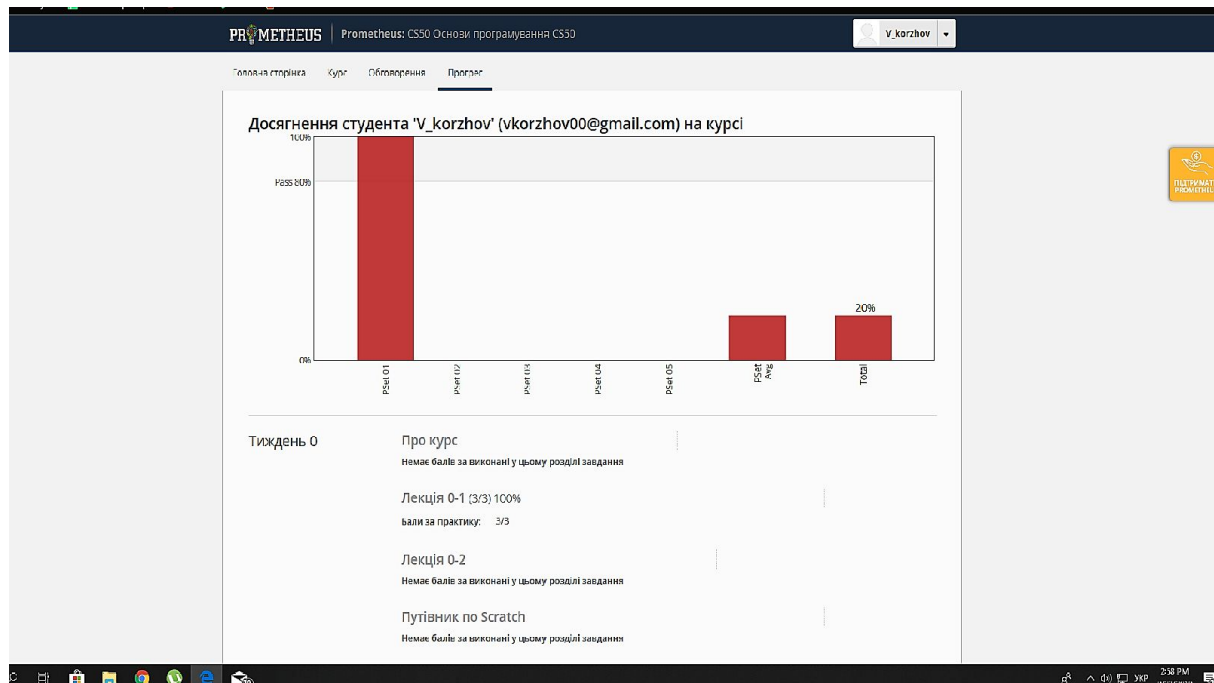 PROMETHEUS Prometheus: CS50 Основи програмування CS50
V_korzhov
Головна сторінка Курс Обговорення Прогрес
Досягнення студента 'V_korzhov' (vkorzhov00@gmail.com) на курсі
100%
Pass 80%
20%
0%
PSet 01
PSet 02
PSet 03
PSet 04
PSet 05
PSet
Avg
Total
ПІДТРИМАТ
PROMETHEU
Тиждень 0
Про курс
Немає балів за виконані у цьому розділі завдання
Лекція 0-1 (3/3) 100%
Бали за практику: 3/3
Лекція 0-2
Немає балів за виконані у цьому розділі завдання
Путівник по Scratch
Немає балів за виконані у цьому розділі завдання
УКР
2:58 PM